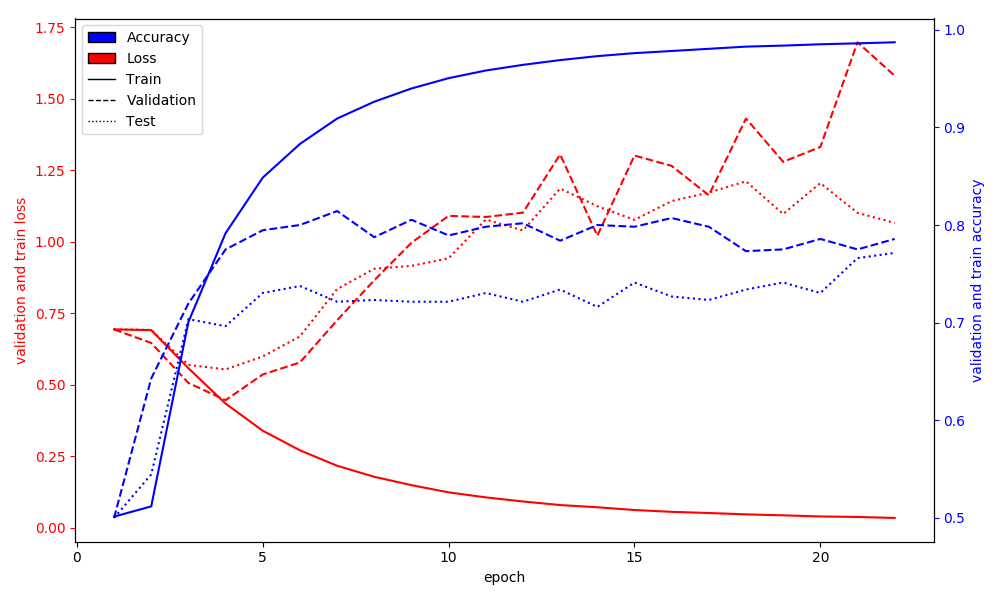 1.75
1.50
1.25
1.00
0.75
0.50
0.25
0.00
validation and train loss
Accuracy
Loss
Train
Validation
Test
1.0
0.9
0.8
0.7
0.6
0.5
validation and train accuracy
0
5
10
15
20
epoch